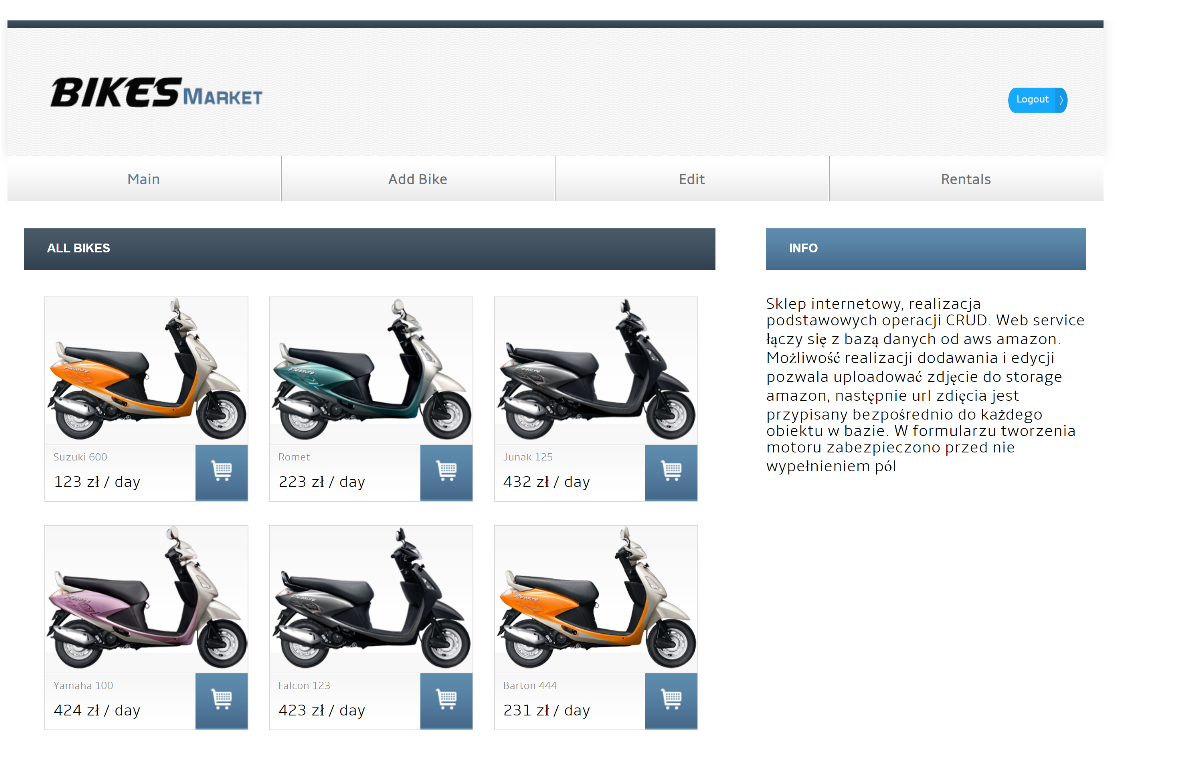 BIKES MARKET
Logout
Main
Add Bike
Edit
Rentals
ALL BIKES
INFO
Suzuki 600
123 zł / day
Romet
223 zł / day
Junak 125
432 zł / day
Yamaha 100
424 zł / day
Falcon 123
423 zł / day
Barton 444
231 zł / day
Sklep internetowy, realizacja
podstawowych operacji CRUD. Web service
łączy się z bazą danych od aws amazon.
Możliwość realizacji dodawania i edycji
pozwala uploadować zdjęcie do storage
amazon, następnie url zdięcia jest
przypisany bezpośrednio do każdego
obiektu w bazie. W formularzu tworzenia
motoru zabezpieczono przed nie
wypełnieniem pól